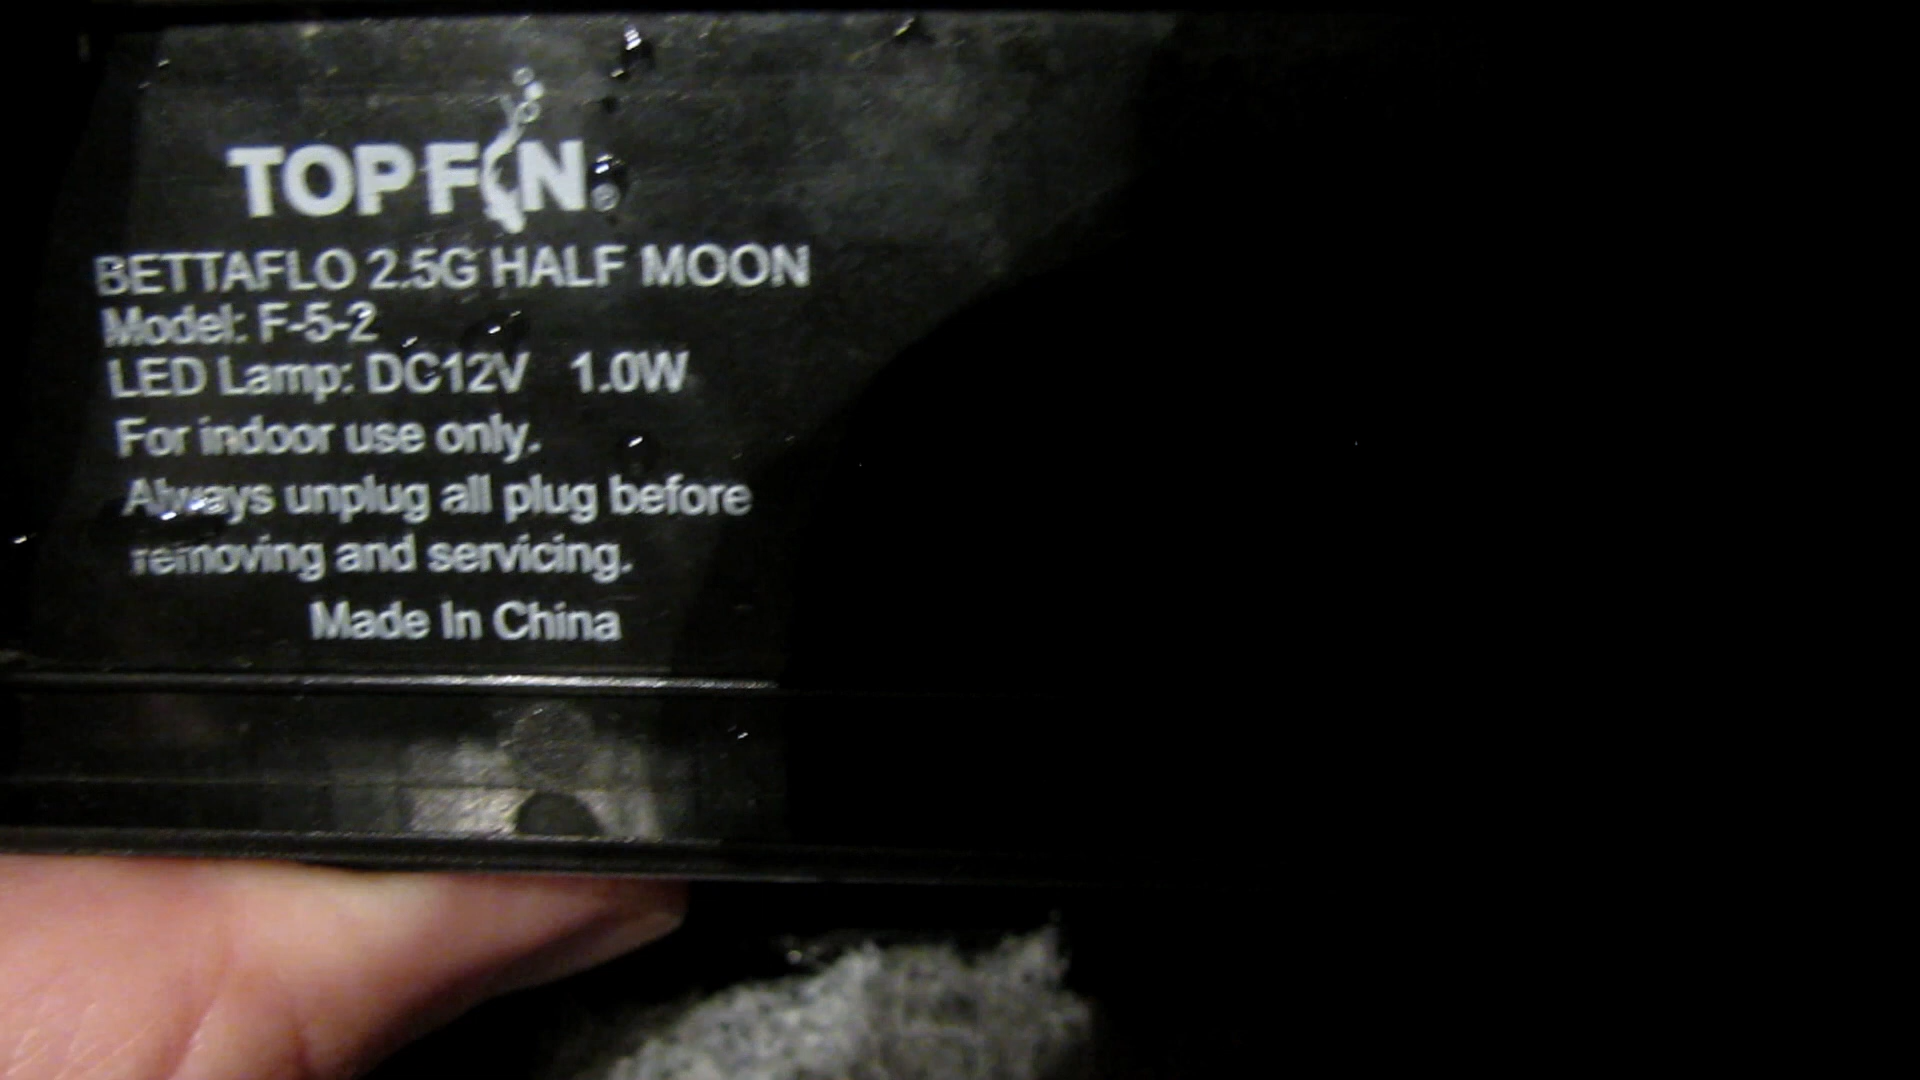 TOP FIN®
BETTAFLO 2.5G HALF MOON
Model: F-5-2
LED Lamp: DC12V 1.0W
For indoor use only.
Always unplug all plug before
removing and servicing.
Made In China